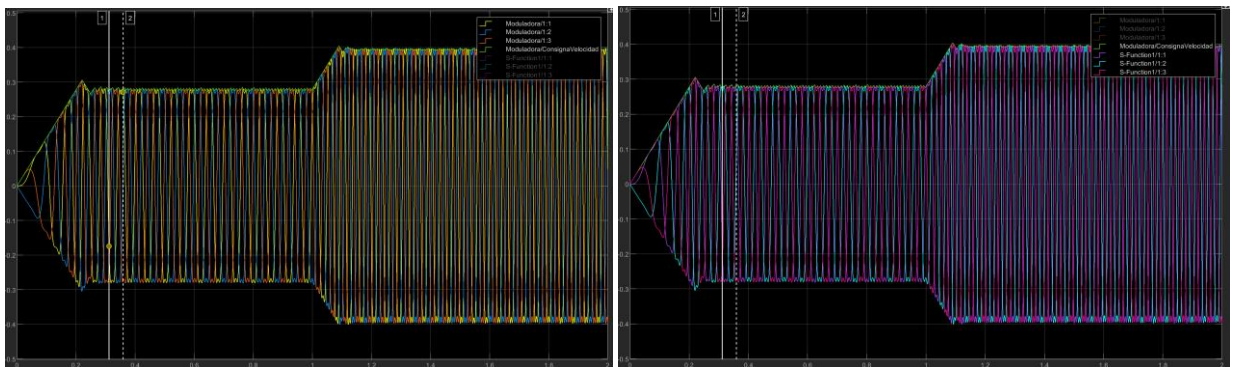 1 2
Moduladora/1:1
Moduladora/1:2
Moduladora/1:3
Moduladora/ConsignaVelocidad
S-Function1/1:1
S-Function1/1:2
S-Function1/1:3
0.5
0.4
0.3
0.2
0.1
0
-0.1
-0.2
-0.3
-0.4
-0.5
0 0.2 0.4 0.6 0.8 1 1.2 1.4 1.6 1.8 2
1 2
Moduladora/1:1
Moduladora/1:2
Moduladora/1:3
Moduladora/ConsignaVelocidad
S-Function1/1:1
S-Function1/1:2
S-Function1/1:3
0.5
0.4
0.3
0.2
0.1
0
-0.1
-0.2
-0.3
-0.4
-0.5
0 0.2 0.4 0.6 0.8 1 1.2 1.4 1.6 1.8 2